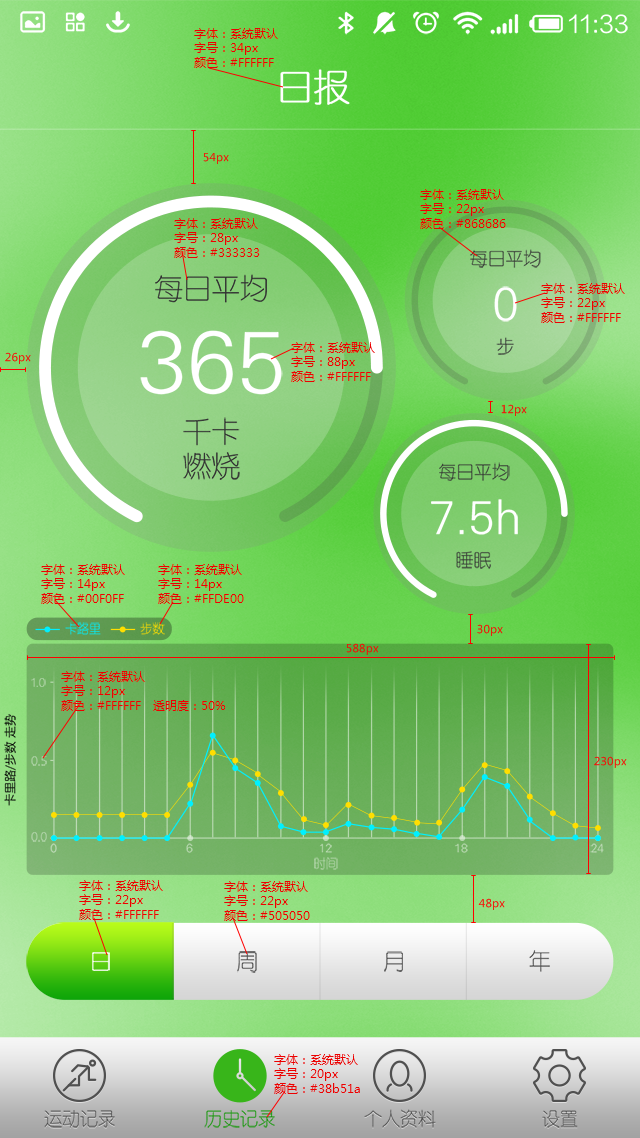 11:33
字体：系统默认
字号：34px
颜色：#FFFFFF
日报
54px
字体：系统默认
字号：22px
颜色：#868686
字体：系统默认
字号：28px
颜色：#333333
每日平均
每日平均
字体：系统默认
字号：22px
颜色：#FFFFFF
0
步
365
字体：系统默认
字号：88px
颜色：#FFFFFF
26px
12px
千卡
燃烧
每日平均
7.5h
睡眠
字体：系统默认
字号：14px
颜色：#00F0FF
字体：系统默认
字号：14px
颜色：#FFDE00
卡路里
步数
30px
588px
字体：系统默认
字号：12px
颜色：#FFFFFF 透明度：50%
1.0
0.5
0.0
卡里路/步数 走势
230px
0
6
12
18
24
时间
字体：系统默认
字号：22px
颜色：#FFFFFF
字体：系统默认
字号：22px
颜色：#505050
48px
日
周
月
年
字体：系统默认
字号：20px
颜色：#38b51a
运动记录
历史记录
个人资料
设置